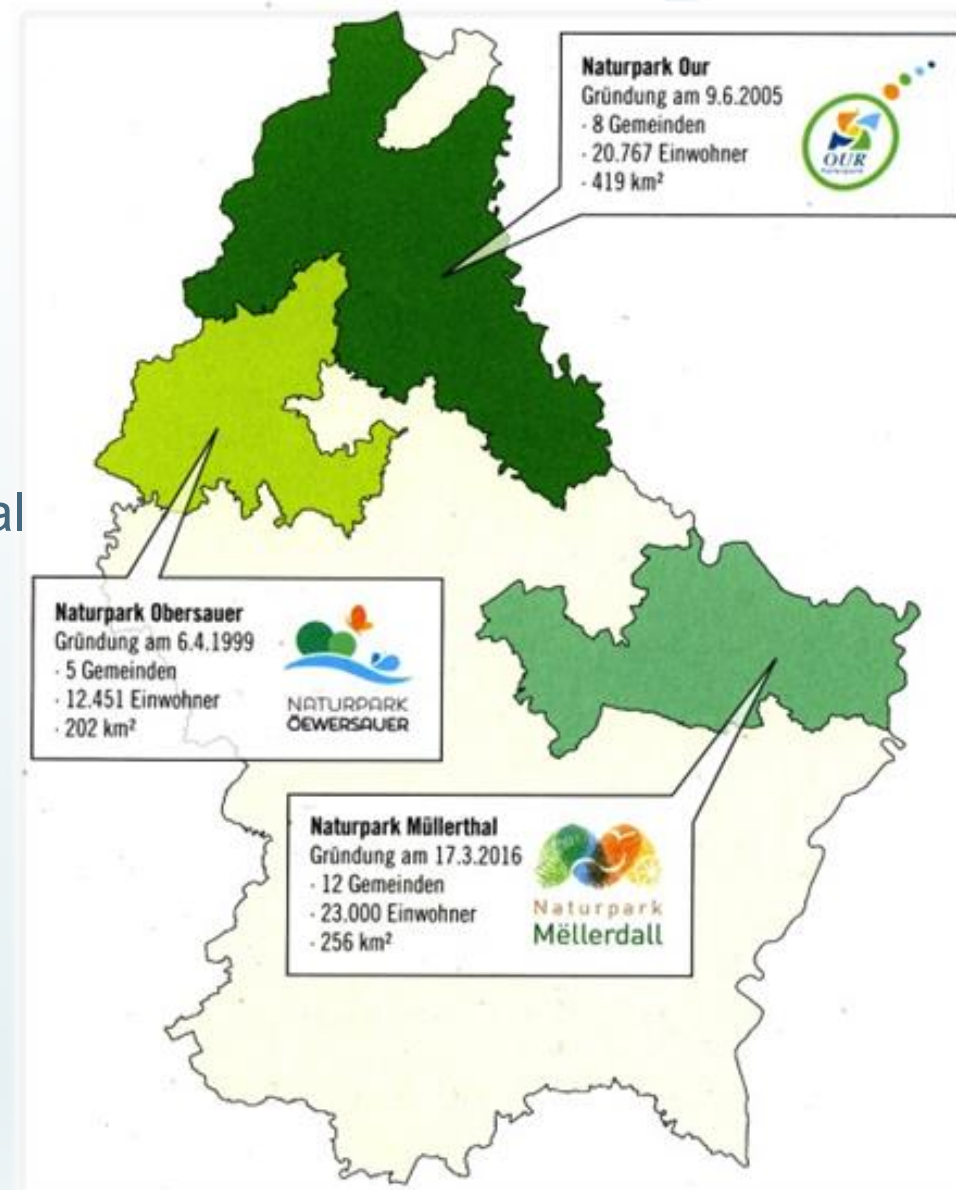 Naturpark Our
Gründung am 9.6.2005
· 8 Gemeinden
· 20.767 Einwohner
· 419 km²
OUR
al
Naturpark Obersauer
Gründung am 6.4.1999
· 5 Gemeinden
· 12.451 Einwohner
· 202 km²
NATURPARK
ÖEWERSAUER
Naturpark Müllerthal
Gründung am 17.3.2016
· 12 Gemeinden
· 23.000 Einwohner
· 256 km²
Naturpark
Mëllerdall